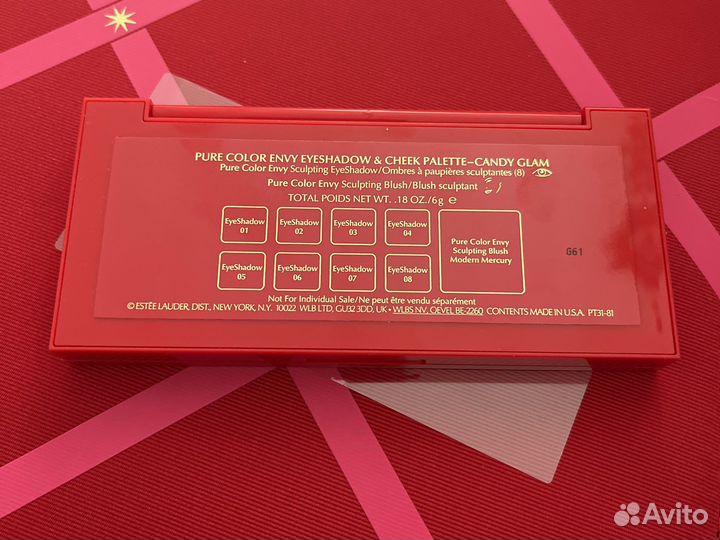 PURE COLOR ENVY EYESHADOW & CHEEK PALETTE–CANDY GLAM
Pure Color Envy Sculpting EyeShadow/Ombres à paupières sculptantes (8)
Pure Color Envy Sculpting Blush/Blush sculptant
TOTAL POIDS NET WT. .18 OZ./6g ℮
EyeShadow 01
EyeShadow 02
EyeShadow 03
EyeShadow 04
EyeShadow 05
EyeShadow 06
EyeShadow 07
EyeShadow 08
Pure Color Envy
Sculpting Blush
Modern Mercury
G61
Not For Individual Sale/Ne peut être vendu séparément
© ESTĒE LAUDER, DIST., NEW YORK, N.Y. 10022 WLB LTD, GU32 3DD, UK • WLBS NV, OEVEL BE-2260 CONTENTS MADE IN U.S.A. PT31-81
Avito